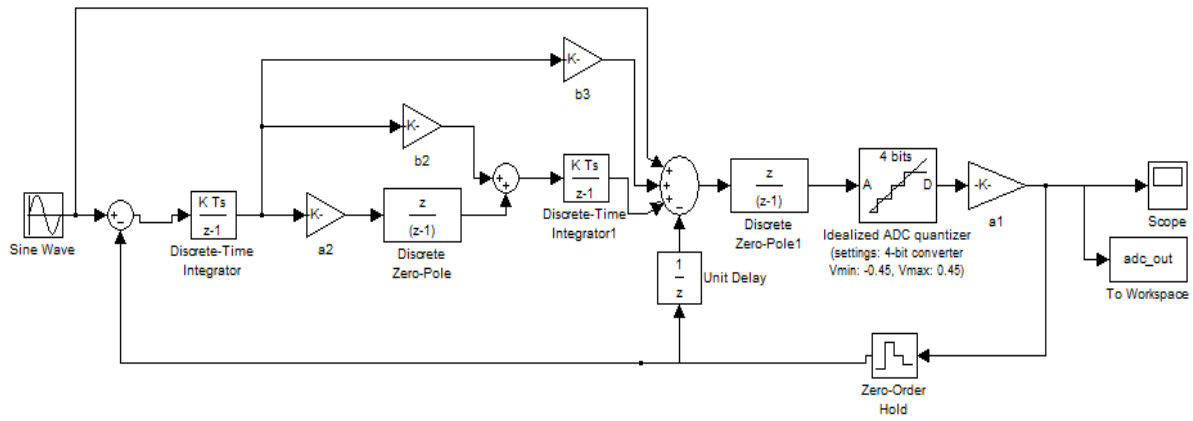 K-
b3
K-
b2
4 bits
A
D
+
+
+
−
+
−
K Ts
z-1
K-
z
(z-1)
+
+
K Ts
z-1
z
(z-1)
-K-
Sine Wave
Discrete-Time
Integrator
a2
Discrete
Zero-Pole
Discrete-Time
Integrator1
Discrete
Zero-Pole1
Idealized ADC quantizer
(settings: 4-bit converter
Vmin: -0.45, Vmax: 0.45)
a1
Scope
1
z
Unit Delay
adc_out
To Workspace
Zero-Order
Hold